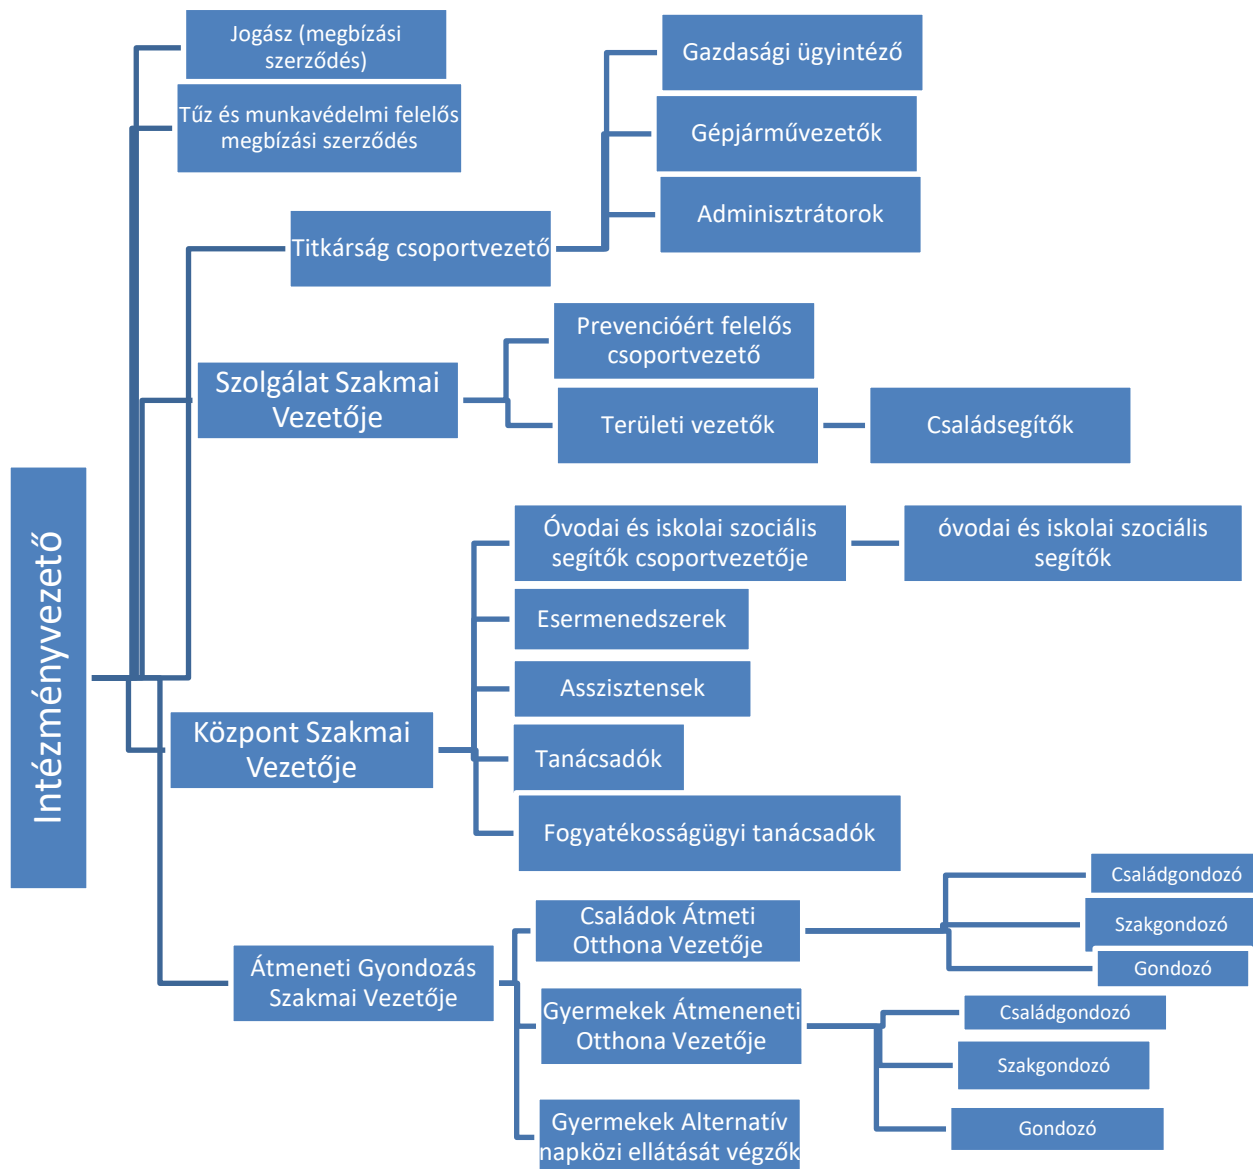 Jogász (megbízási
szerződés)
Tűz és munkavédelmi felelős
megbízási szerződés
Titkárság csoportvezető
Gazdasági ügyintéző
Gépjárművezetők
Adminisztrátorok
Szolgálat Szakmai
Vezetője
Prevencióért felelős
csoportvezető
Területi vezetők
Családsegítők
Intézményvezető
Központ Szakmai
Vezetője
Óvodai és iskolai szociális
segítők csoportvezetője
óvodai és iskolai szociális
segítők
Esermenedszerek
Asszisztensek
Tanácsadók
Fogyatékosságügyi tanácsadók
Átmeneti Gyondozás
Szakmai Vezetője
Családok Átmeti
Otthona Vezetője
Családgondozó
Szakgondozó
Gondozó
Gyermekek Átmeneneti
Otthona Vezetője
Családgondozó
Szakgondozó
Gondozó
Gyermekek Alternatív
napközi ellátását végzők